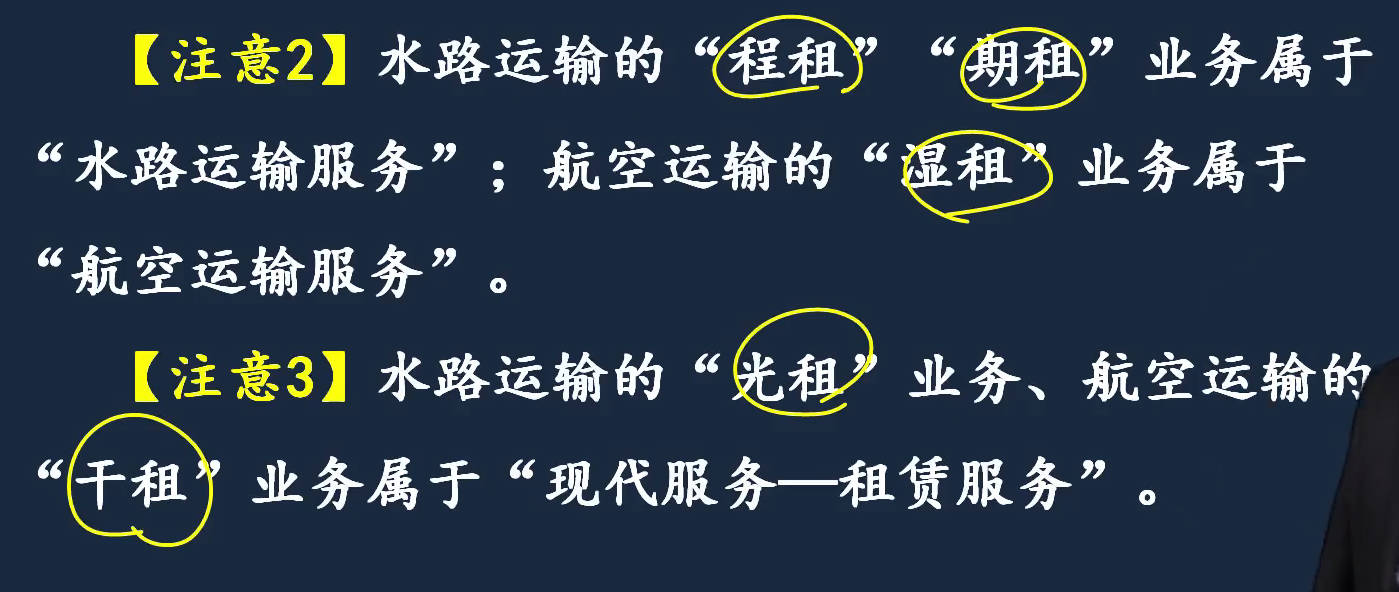 【注意2】水路运输的“程租”“期租”业务属于
“水路运输服务”；航空运输的“湿租”业务属于
“航空运输服务”。
【注意3】水路运输的“光租”业务、航空运输的
“干租”业务属于“现代服务—租赁服务”。